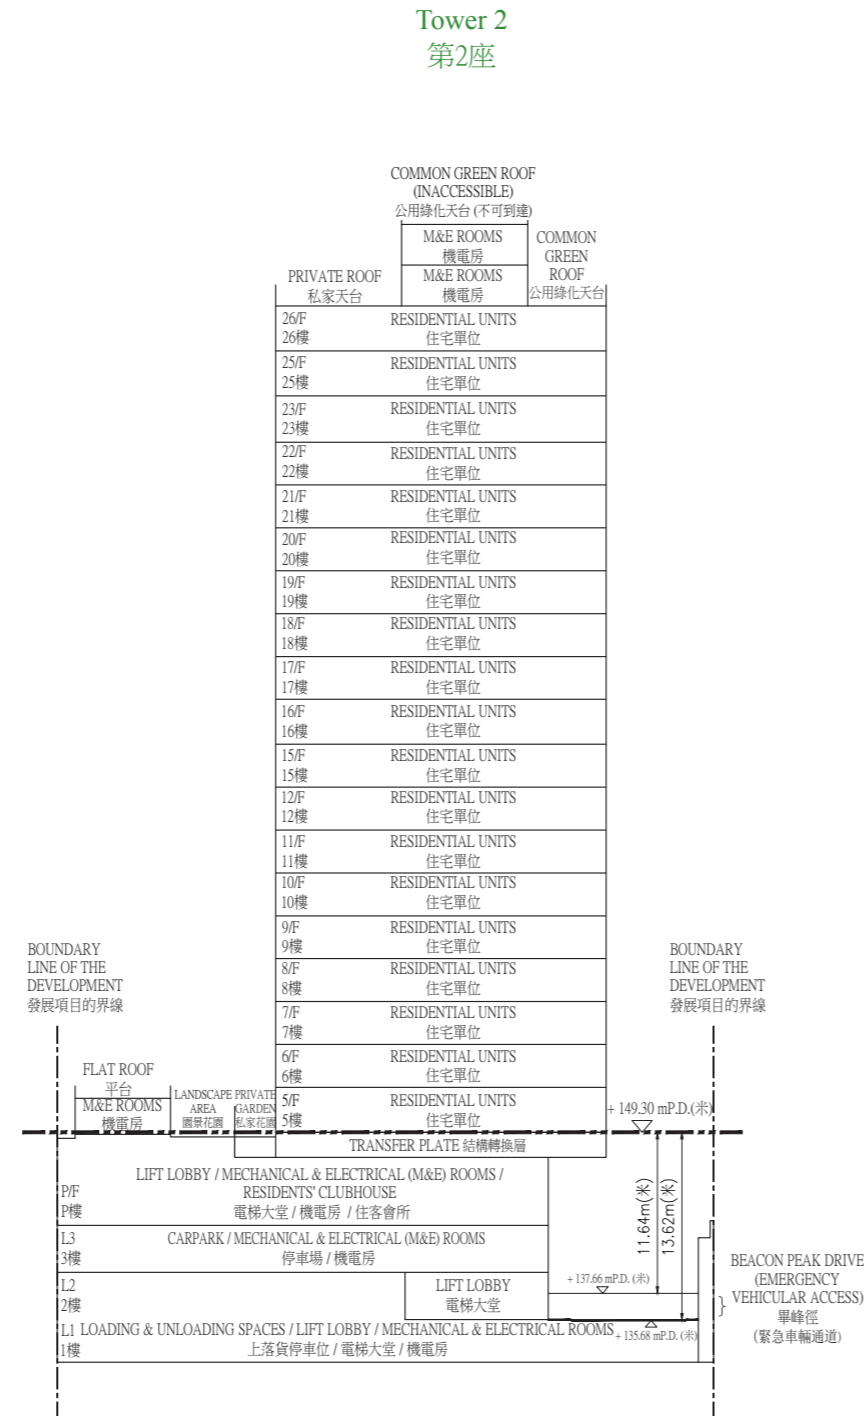 Tower 2
第2座
COMMON GREEN ROOF
(INACCESSIBLE)
公用綠化天台 (不可到達)
M&E ROOMS
機電房
COMMON
GREEN
ROOF
公用綠化天台
PRIVATE ROOF
私家天台
M&E ROOMS
機電房
26/F RESIDENTIAL UNITS
26樓 住宅單位
25/F RESIDENTIAL UNITS
25樓 住宅單位
23/F RESIDENTIAL UNITS
23樓 住宅單位
22/F RESIDENTIAL UNITS
22樓 住宅單位
21/F RESIDENTIAL UNITS
21樓 住宅單位
20/F RESIDENTIAL UNITS
20樓 住宅單位
19/F RESIDENTIAL UNITS
19樓 住宅單位
18/F RESIDENTIAL UNITS
18樓 住宅單位
17/F RESIDENTIAL UNITS
17樓 住宅單位
16/F RESIDENTIAL UNITS
16樓 住宅單位
15/F RESIDENTIAL UNITS
15樓 住宅單位
12/F RESIDENTIAL UNITS
12樓 住宅單位
11/F RESIDENTIAL UNITS
11樓 住宅單位
10/F RESIDENTIAL UNITS
10樓 住宅單位
9/F RESIDENTIAL UNITS
9樓 住宅單位
8/F RESIDENTIAL UNITS
8樓 住宅單位
7/F RESIDENTIAL UNITS
7樓 住宅單位
6/F RESIDENTIAL UNITS
6樓 住宅單位
5/F RESIDENTIAL UNITS
5樓 住宅單位
BOUNDARY
LINE OF THE
DEVELOPMENT
發展項目的界線
BOUNDARY
LINE OF THE
DEVELOPMENT
發展項目的界線
FLAT ROOF
平台
M&E ROOMS
機電房
LANDSCAPE
AREA
園景花園
PRIVATE
GARDEN
私家花園
+ 149.30 mP.D.(米)
TRANSFER PLATE 結構轉換層
LIFT LOBBY / MECHANICAL & ELECTRICAL (M&E) ROOMS /
P/F RESIDENTS' CLUBHOUSE
P樓 電梯大堂 / 機電房 / 住客會所
L3 CARPARK / MECHANICAL & ELECTRICAL (M&E) ROOMS
3樓 停車場 / 機電房
L2 LIFT LOBBY
2樓 電梯大堂
L1 LOADING & UNLOADING SPACES / LIFT LOBBY / MECHANICAL & ELECTRICAL ROOMS
1樓 上落貨停車位 / 電梯大堂 / 機電房
11.64m(米)
13.62m(米)
+ 137.66 mP.D. (米)
+ 135.68 mP.D. (米)
BEACON PEAK DRIVE
(EMERGENCY
VEHICULAR ACCESS)
畢峰徑
(緊急車輛通道)